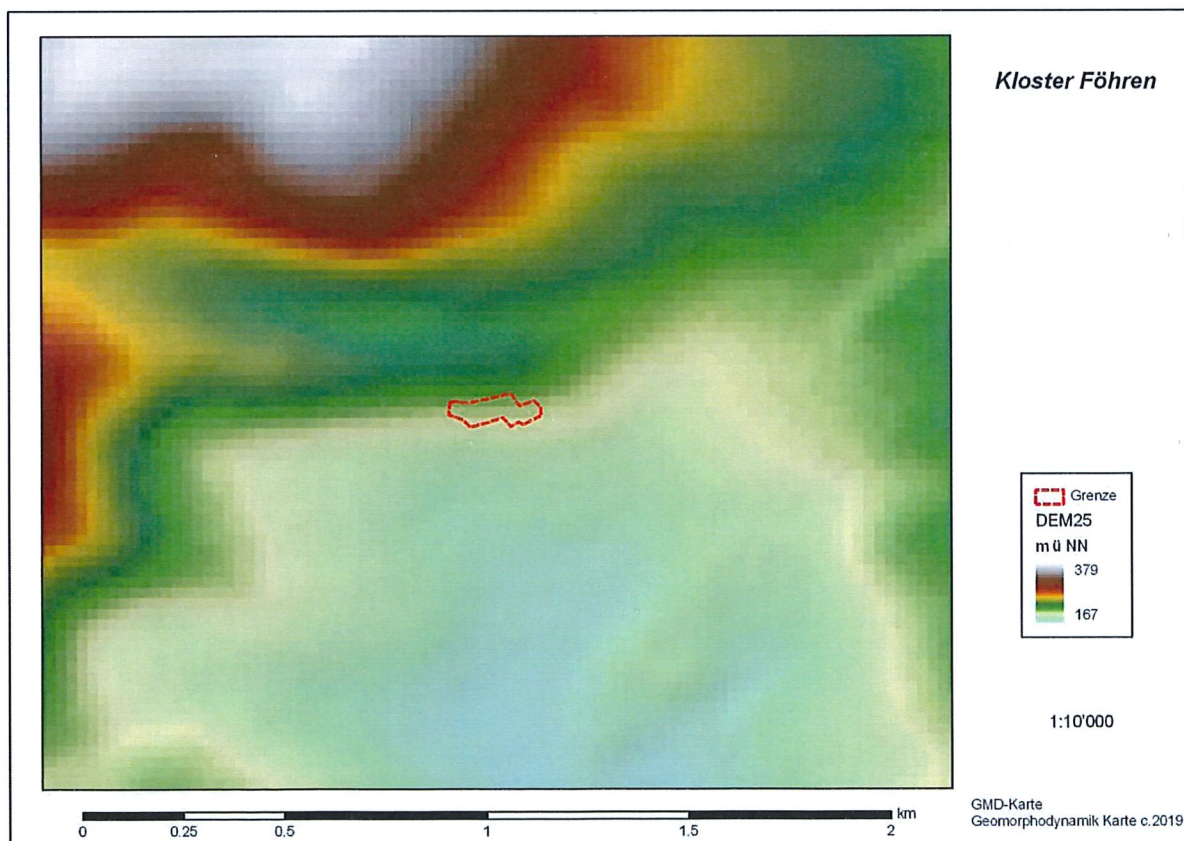 Kloster Föhren
Grenze
DEM25
m ü NN
379
167
1:10'000
km
0 0.25 0.5 1 1.5 2
GMD-Karte
Geomorphodynamik Karte c.2019